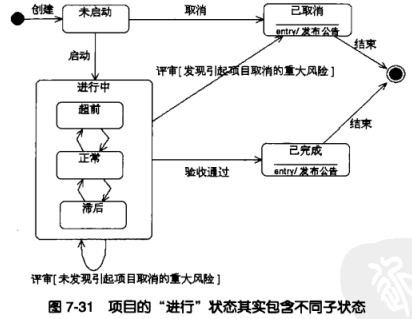 创建
未启动
取消
已取消
entry/ 发布公告
结束
启动
评审[ 发现引起项目取消的重大风险 ]
进行中
超前
正常
滞后
验收通过
已完成
entry/ 发布公告
结束
评审[ 未发现引起项目取消的重大风险 ]
图 7-31 项目的“进行”状态其实包含不同子状态